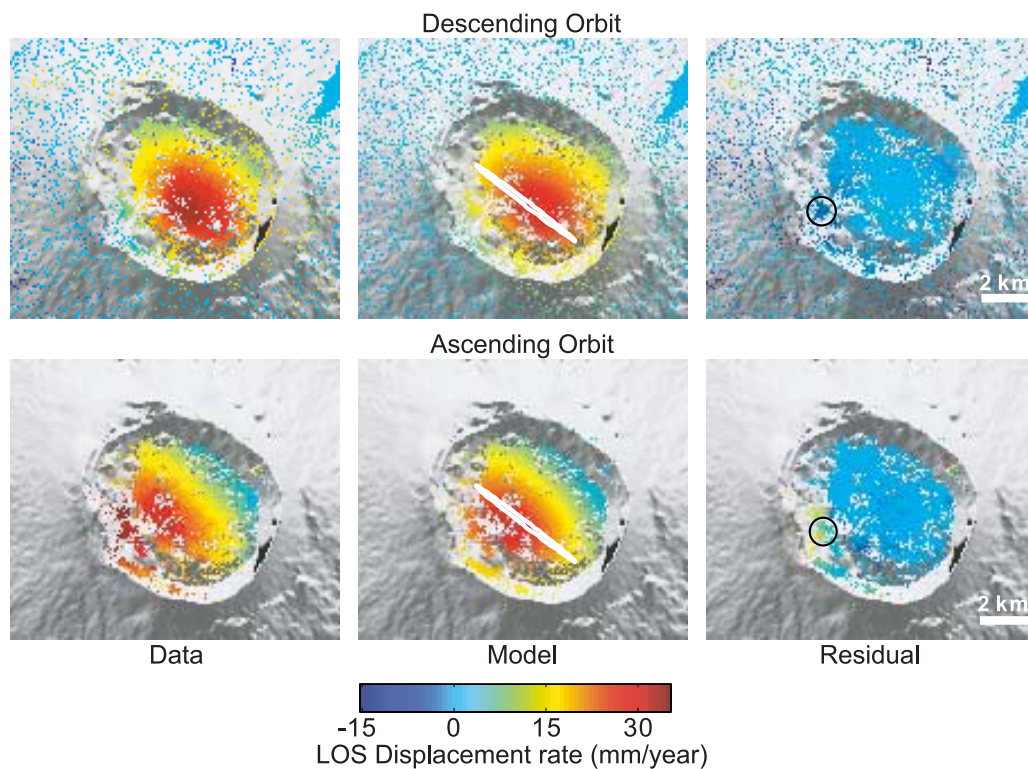 Descending Orbit
2 km
Ascending Orbit
2 km
Data Model Residual
-15 0 15 30
LOS Displacement rate (mm/year)